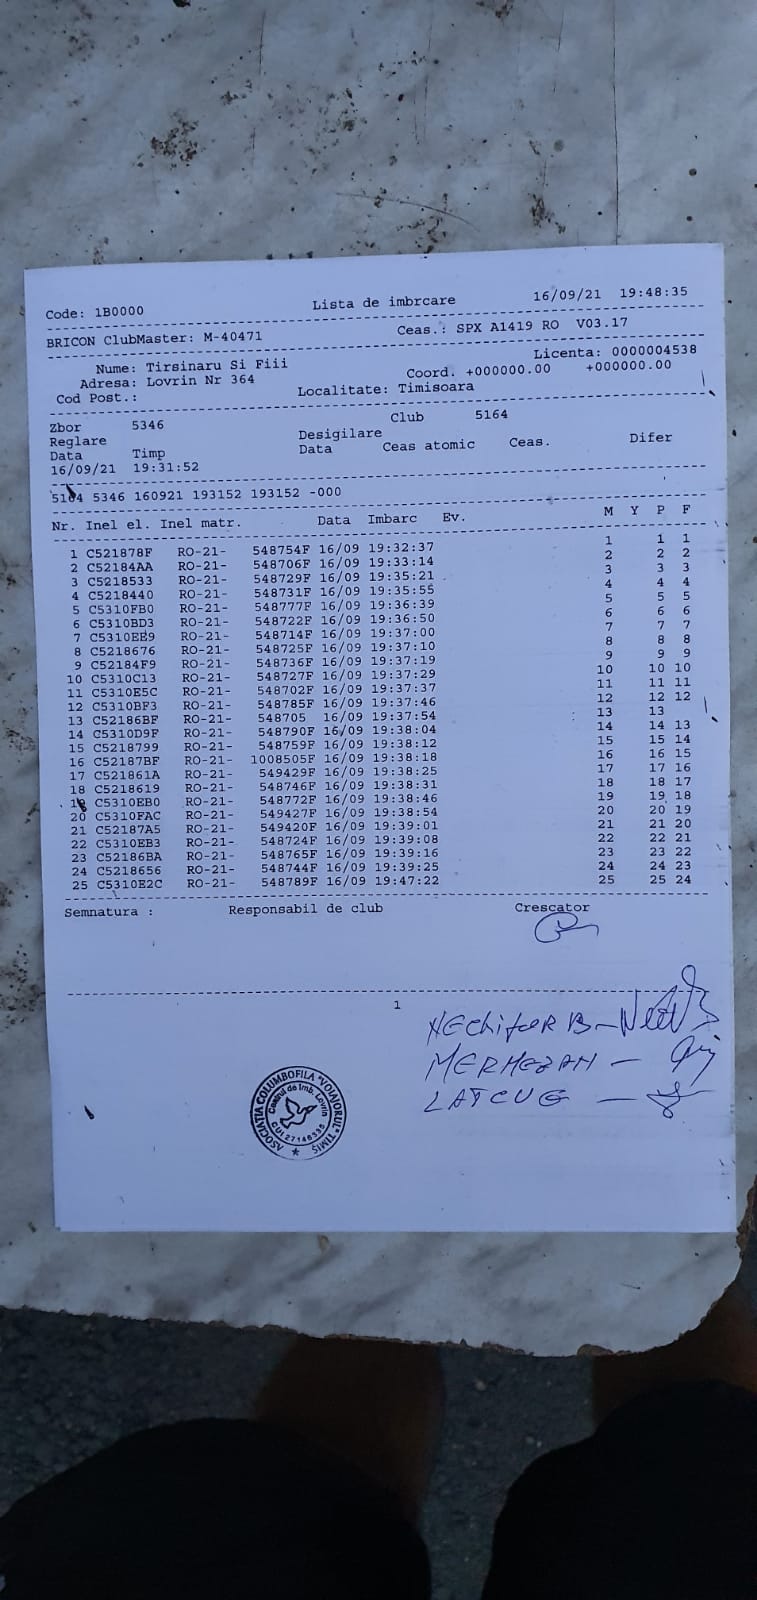 Code: 1B0000 Lista de imbrcare 16/09/21 19:48:35
BRICON ClubMaster: M-40471 Ceas.: SPX A1419 RO V03.17
Nume: Tirsinaru Si Fiii Licenta: 0000004538
Adresa: Lovrin Nr 364 Coord. +000000.00 +000000.00
Cod Post.: Localitate: Timisoara
Zbor 5346 Club 5164
Reglare Desigilare
Data Timp Data Ceas atomic Ceas. Difer
16/09/21 19:31:52
5164 5346 160921 193152 193152 -000
Nr. Inel el. Inel matr. Data Imbarc Ev. M Y P F
1 C521878F RO-21- 548754F 16/09 19:32:37 1 1 1
2 C52184AA RO-21- 548706F 16/09 19:33:14 2 2 2
3 C5218533 RO-21- 548729F 16/09 19:35:21 3 3 3
4 C5218440 RO-21- 548731F 16/09 19:35:55 4 4 4
5 C5310FB0 RO-21- 548777F 16/09 19:36:39 5 5 5
6 C5310BD3 RO-21- 548722F 16/09 19:36:50 6 6 6
7 C5310EB9 RO-21- 548714F 16/09 19:37:00 7 7 7
8 C5218676 RO-21- 548725F 16/09 19:37:10 8 8 8
9 C52184F9 RO-21- 548736F 16/09 19:37:19 9 9 9
10 C5310C13 RO-21- 548727F 16/09 19:37:29 10 10 10
11 C5310E5C RO-21- 548702F 16/09 19:37:37 11 11 11
12 C5310BF3 RO-21- 548785F 16/09 19:37:46 12 12 12
13 C52186BF RO-21- 548705 16/09 19:37:54 13 13
14 C5310D9F RO-21- 548790F 16/09 19:38:04 14 14 13
15 C5218799 RO-21- 548759F 16/09 19:38:12 15 15 14
16 C52187BF RO-21- 1008505F 16/09 19:38:18 16 16 15
17 C521861A RO-21- 549429F 16/09 19:38:25 17 17 16
18 C5218619 RO-21- 548746F 16/09 19:38:31 18 18 17
19 C5310EB0 RO-21- 548772F 16/09 19:38:46 19 19 18
20 C5310FAC RO-21- 549427F 16/09 19:38:54 20 20 19
21 C52187A5 RO-21- 549420F 16/09 19:39:01 21 21 20
22 C5310EB3 RO-21- 548724F 16/09 19:39:08 22 22 21
23 C52186BA RO-21- 548765F 16/09 19:39:16 23 23 22
24 C5218656 RO-21- 548744F 16/09 19:39:25 24 24 23
25 C5310E2C RO-21- 548789F 16/09 19:47:22 25 25 24
Semnatura : Responsabil de club Crescator
1
NECHIFOR B -
MERMEZAN -
LATCUG -
ASOCIATIA COLUMBOFILA "VOIAJORUL" TIMIS
Centrul de Imb. Lovrin
CUI 27148335